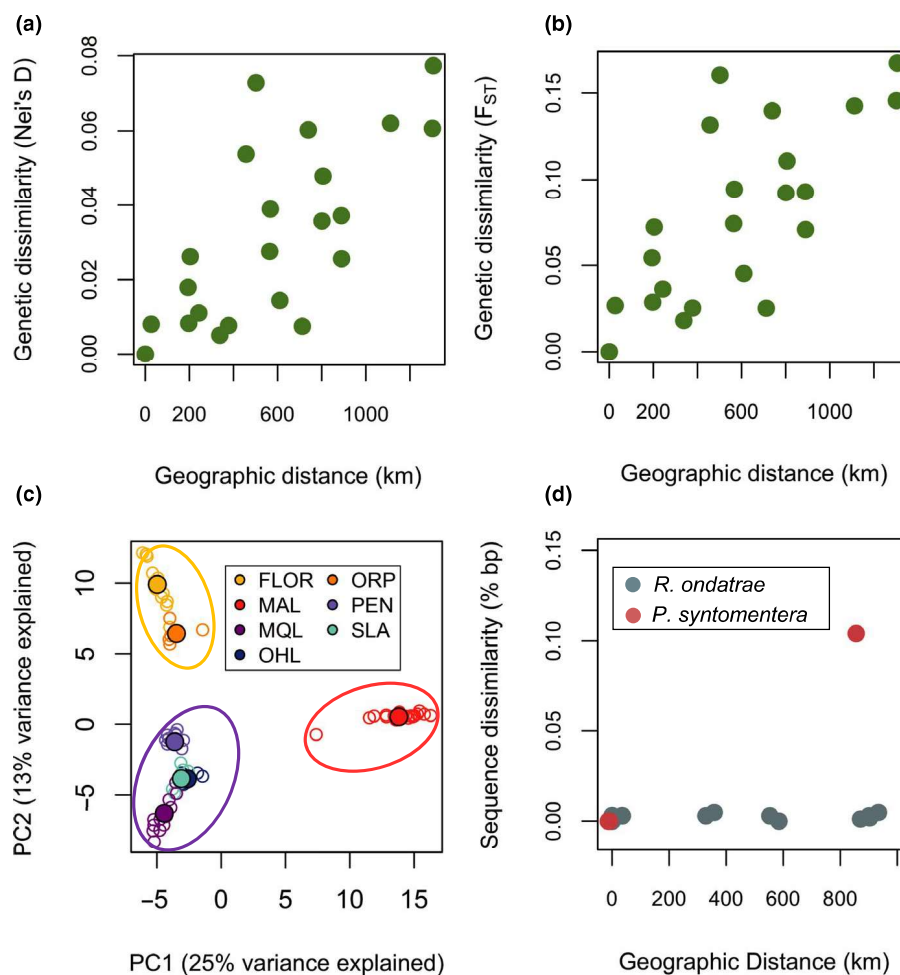 (a)
Genetic dissimilarity (Nei's D)
0.08
0.06
0.04
0.02
0.00
0 200 600 1000
Geographic distance (km)
(b)
Genetic dissimilarity (FST)
0.15
0.10
0.05
0.00
0 200 600 1000
Geographic distance (km)
(c)
PC2 (13% variance explained)
10
5
0
−5
FLOR ORP
MAL PEN
MQL SLA
OHL
−5 0 5 10 15
PC1 (25% variance explained)
(d)
Sequence dissimilarity (% bp)
0.15
0.10
0.05
0.00
R. ondatrae
P. syntomentera
0 200 400 600 800
Geographic Distance (km)